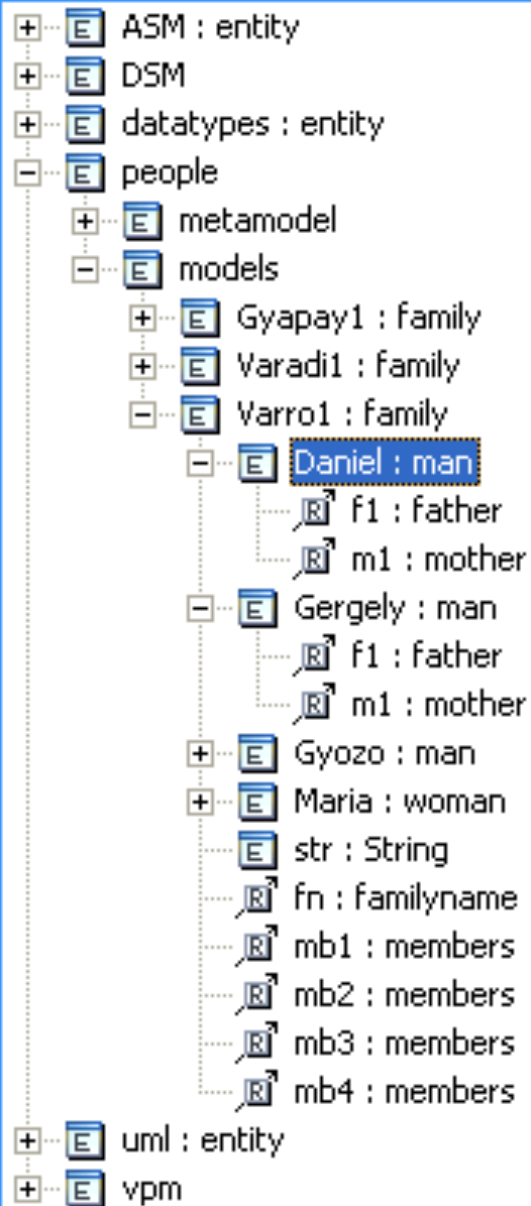 ASM : entity
DSM
datatypes : entity
people
metamodel
models
Gyapay1 : family
Varadi1 : family
Varro1 : family
Daniel : man
f1 : father
m1 : mother
Gergely : man
f1 : father
m1 : mother
Gyozo : man
Maria : woman
str : String
fn : familyname
mb1 : members
mb2 : members
mb3 : members
mb4 : members
uml : entity
vpm